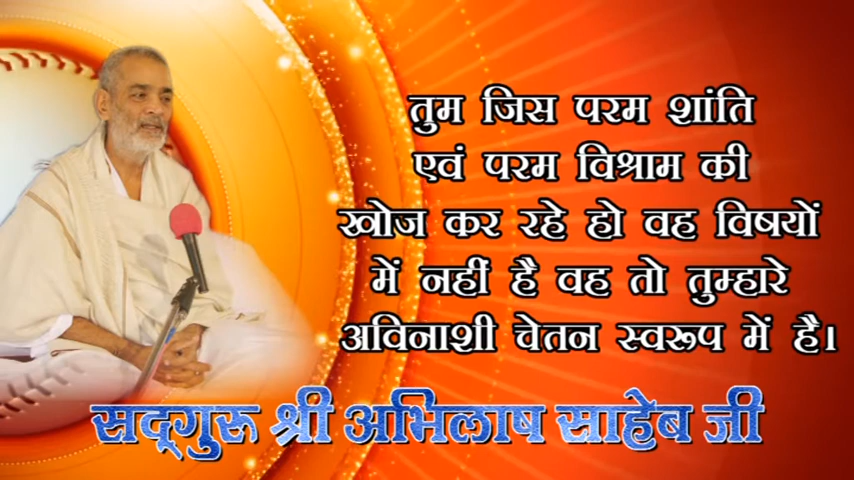 तुम जिस परम शांति
एवं परम विश्राम की
खोज कर रहे हो वह विषयों
में नहीं है वह तो तुम्हारे
अविनाशी चेतन स्वरूप में है।
सद्गुरु श्री अभिलाष साहेब जी